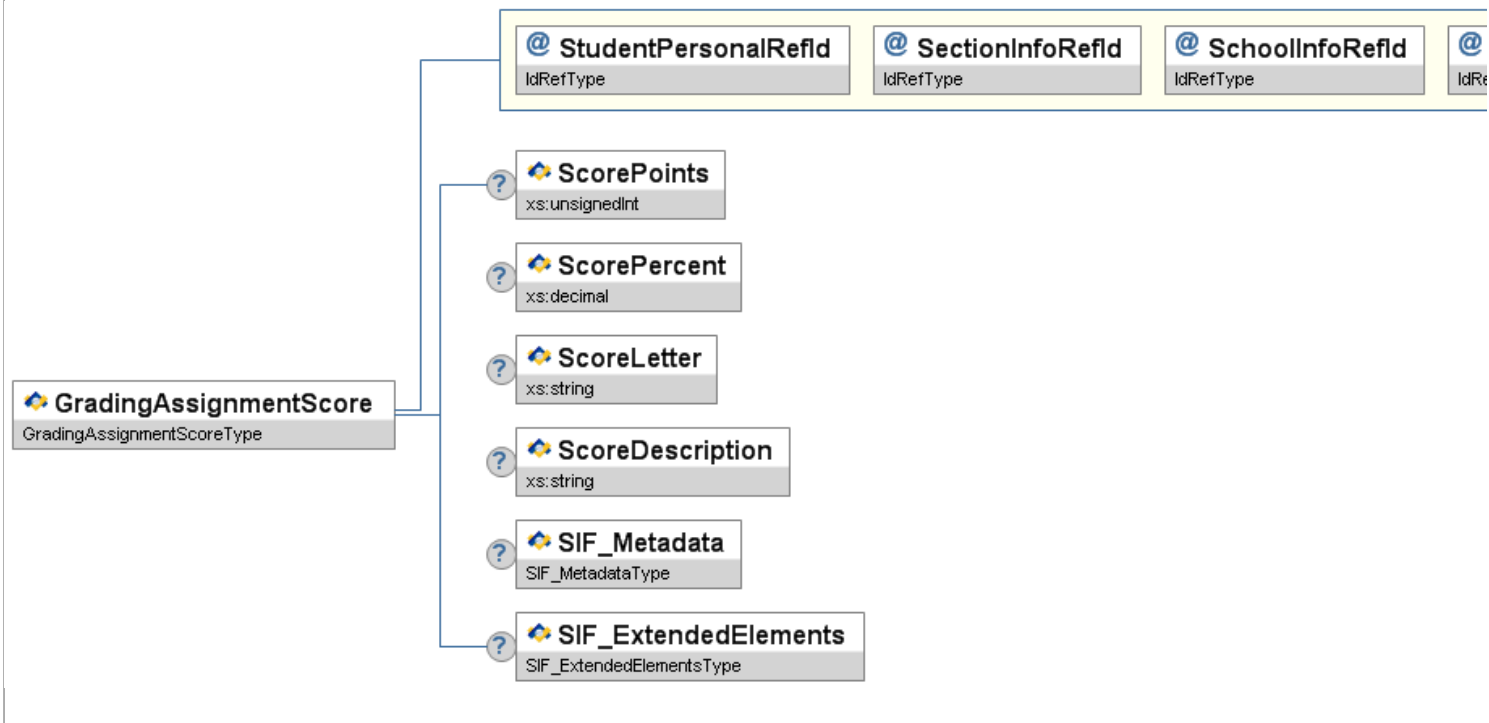 @ StudentPersonalRefId @ SectionInfoRefId @ SchoolInfoRefId @
IdRefType IdRefType IdRefType IdRe
? ScorePoints
xs:unsignedInt
? ScorePercent
xs:decimal
? ScoreLetter
xs:string
GradingAssignmentScore
GradingAssignmentScoreType
? ScoreDescription
xs:string
? SIF_Metadata
SIF_MetadataType
? SIF_ExtendedElements
SIF_ExtendedElementsType